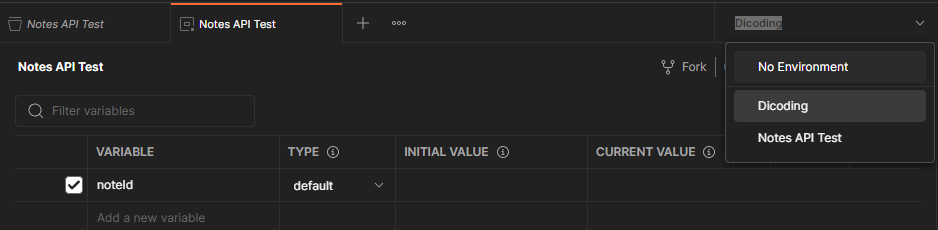 Notes API Test
Notes API Test
Dicoding
Notes API Test
Fork
No Environment
Dicoding
Notes API Test
Filter variables
VARIABLE TYPE INITIAL VALUE CURRENT VALUE
noteId default
Add a new variable